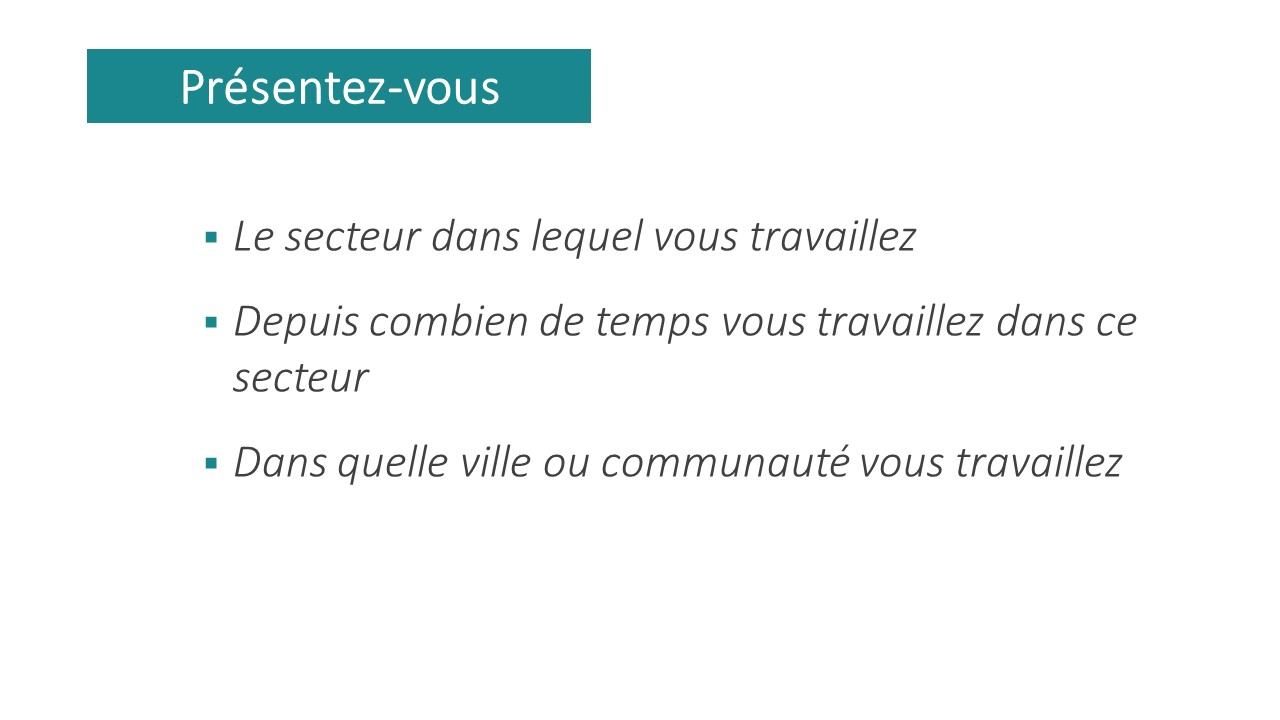 Présentez-vous
▪ Le secteur dans lequel vous travaillez
▪ Depuis combien de temps vous travaillez dans ce
secteur
▪ Dans quelle ville ou communauté vous travaillez